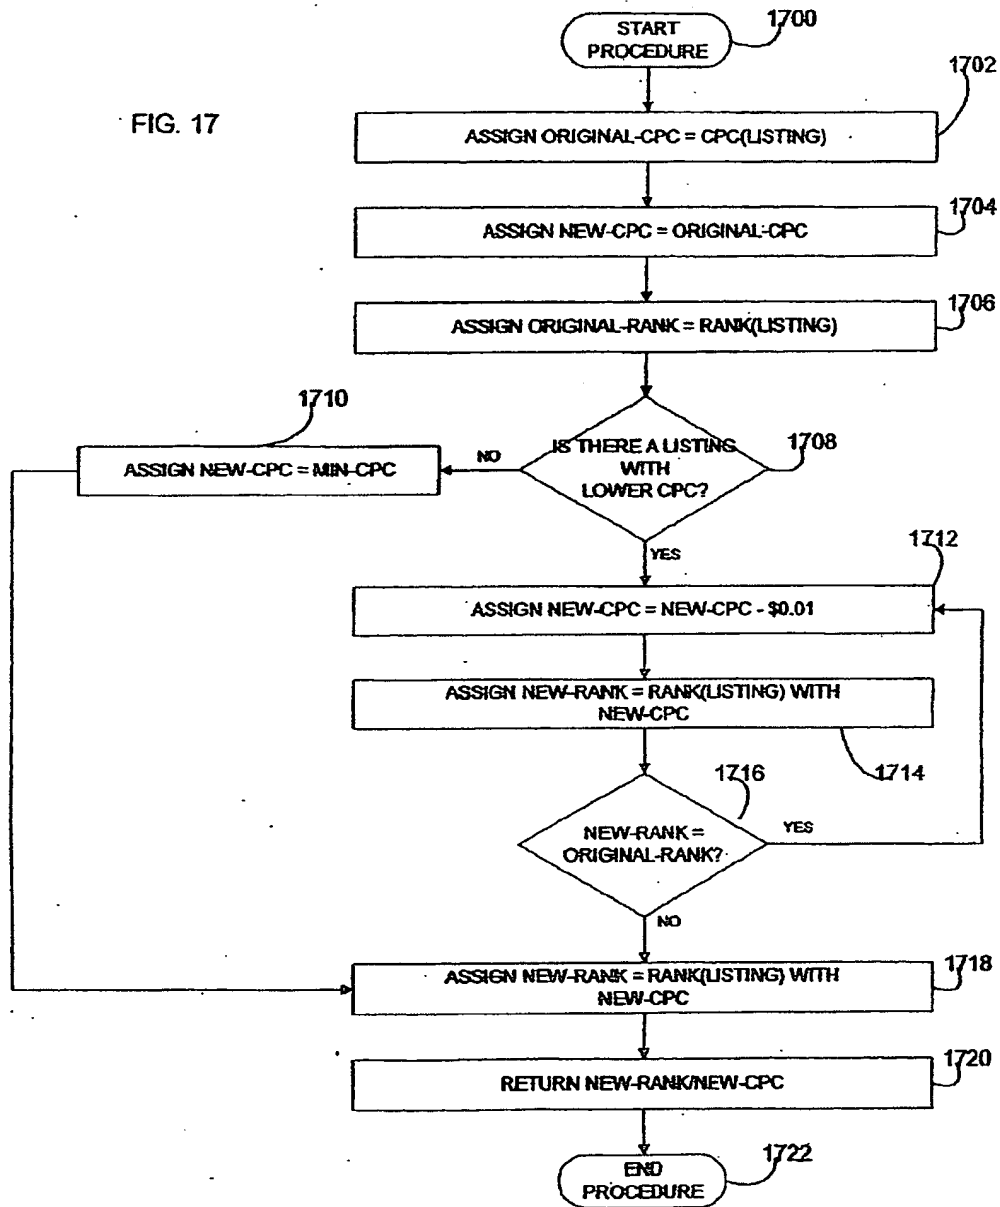 START
PROCEDURE
1700
1702
FIG. 17
ASSIGN ORIGINAL-CPC = CPC(LISTING)
1704
ASSIGN NEW-CPC = ORIGINAL-CPC
1706
ASSIGN ORIGINAL-RANK = RANK(LISTING)
1710
IS THERE A LISTING
WITH
LOWER CPC?
1708
NO
ASSIGN NEW-CPC = MIN-CPC
YES
1712
ASSIGN NEW-CPC = NEW-CPC - $0.01
ASSIGN NEW-RANK = RANK(LISTING) WITH
NEW-CPC
1714
1716
NEW-RANK =
ORIGINAL-RANK?
YES
NO
ASSIGN NEW-RANK = RANK(LISTING) WITH
NEW-CPC
1718
1720
RETURN NEW-RANK/NEW-CPC
1722
END
PROCEDURE